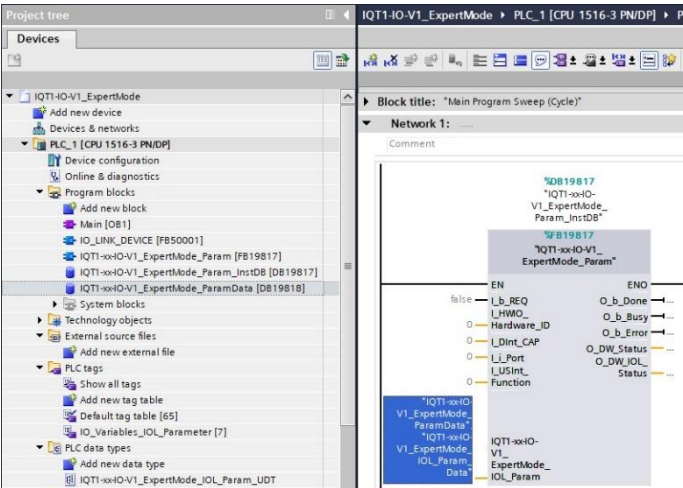 Project tree
Devices
IQT1-IO-V1_ExpertMode
Add new device
Devices & networks
PLC_1 [CPU 1516-3 PN/DP]
Device configuration
Online & diagnostics
Program blocks
Add new block
Main [OB1]
IO_LINK_DEVICE [FB50001]
IQT1-xx-IO-V1_ExpertMode_Param [FB19817]
IQT1-xx-IO-V1_ExpertMode_Param_InstDB [DB19817]
IQT1-xx-IO-V1_ExpertMode_ParamData [DB19818]
System blocks
Technology objects
External source files
Add new external file
PLC tags
Show all tags
Add new tag table
Default tag table [65]
IO_Variables_IOL_Parameter [7]
PLC data types
Add new data type
IQT1-xx-IO-V1_ExpertMode_IOL_Param_UDT
IQT1-IO-V1_ExpertMode ▸ PLC_1 [CPU 1516-3 PN/DP] ▸ P
Block title: "Main Program Sweep (Cycle)"
Network 1: .....
Comment
%DB19817
"IQT1-xx-IO-
V1_ExpertMode_
Param_InstDB"
%FB19817
"IQT1-xx-IO-V1_
ExpertMode_Param"
EN
ENO
false
I_b_REQ
O_b_Done
...
I_HWIO_
Hardware_ID
0
O_b_Busy
...
O_b_Error
...
0
I_DInt_CAP
O_DW_Status
...
0
I_i_Port
O_DW_IOL_
Status
...
I_USInt_
Function
0
"IQT1-xx-IO-
V1_ExpertMode_
ParamData".
"IQT1-xx-IO-
V1_ExpertMode_
IOL_Param_
Data"
IQT1-xx-IO-
V1_
ExpertMode_
IOL_Param